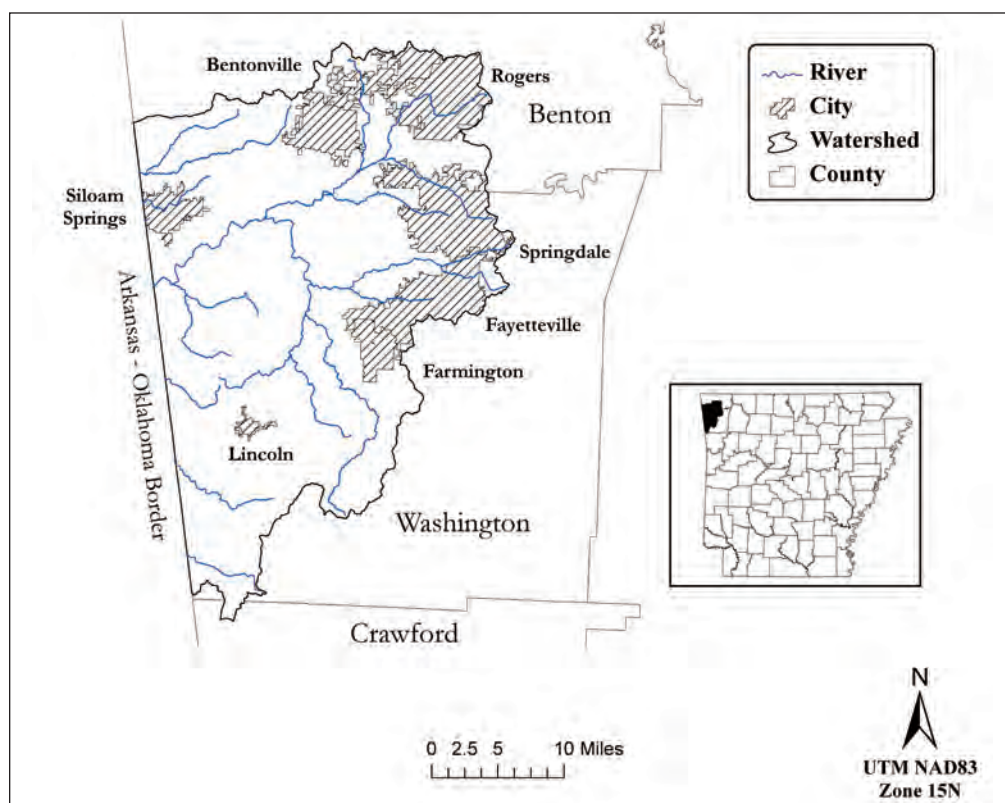 Bentonville
Rogers
Benton
Siloam
Springs
Springdale
Fayetteville
Farmington
Lincoln
Arkansas - Oklahoma Border
Washington
Crawford
River
City
Watershed
County
0 2.5 5 10 Miles
N
UTM NAD83
Zone 15N